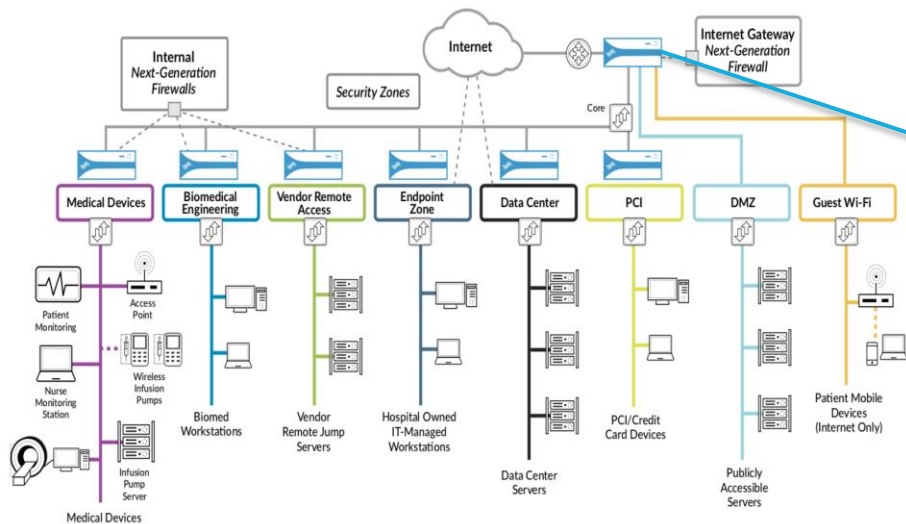 Internal
Next-Generation
Firewalls
Security Zones
Internet
Internet Gateway
Next-Generation
Firewall
Core
Medical Devices
Biomedical
Engineering
Vendor Remote
Access
Endpoint
Zone
Data Center
PCI
DMZ
Guest Wi-Fi
Patient
Monitoring
Access
Point
Nurse
Monitoring
Station
Wireless
Infusion
Pumps
Infusion
Pump
Server
Medical Devices
Biomed
Workstations
Vendor
Remote Jump
Servers
Hospital Owned
IT-Managed
Workstations
Data Center
Servers
PCI/Credit
Card Devices
Publicly
Accessible
Servers
Patient Mobile
Devices
(Internet Only)